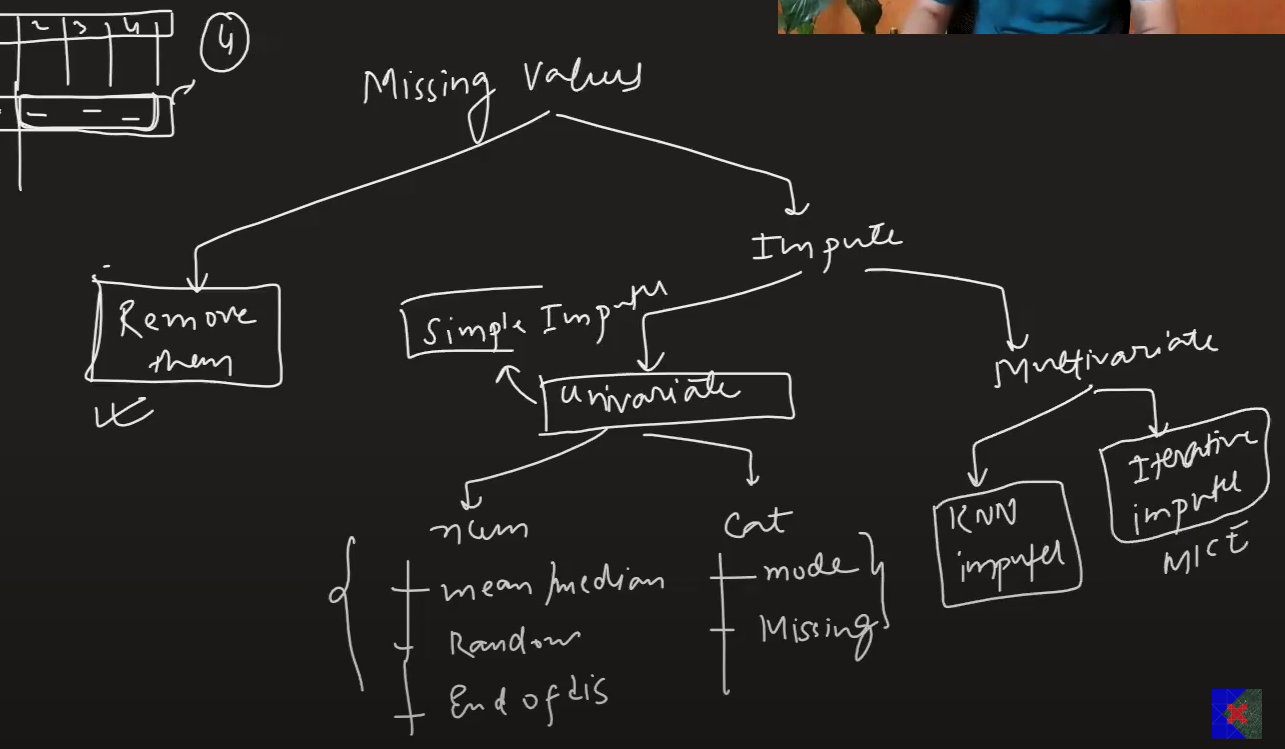 2 3 4
4
Missing Values
Impute
Remove
them
Simple Imputer
Univariate
Multivariate
num
mean/median
Random
End of dis
Cat
mode
Missing
KNN
imputer
Iterative
imputer
MICE